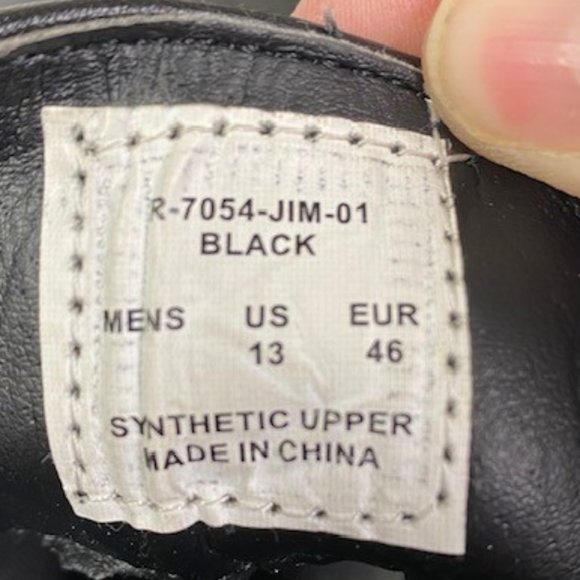 R-7054-JIM-01
BLACK
MENS US EUR
13 46
SYNTHETIC UPPER
MADE IN CHINA